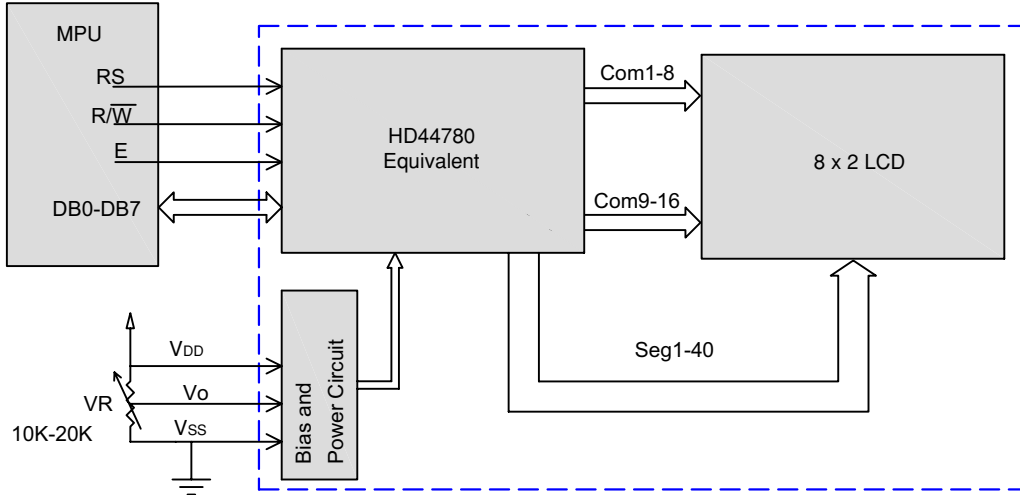 MPU
RS
R/W̅
E
DB0-DB7
HD44780
Equivalent
Com1-8
Com9-16
8 x 2 LCD
Seg1-40
VDD
Vo
VSS
VR
10K-20K
Bias and
Power Circuit